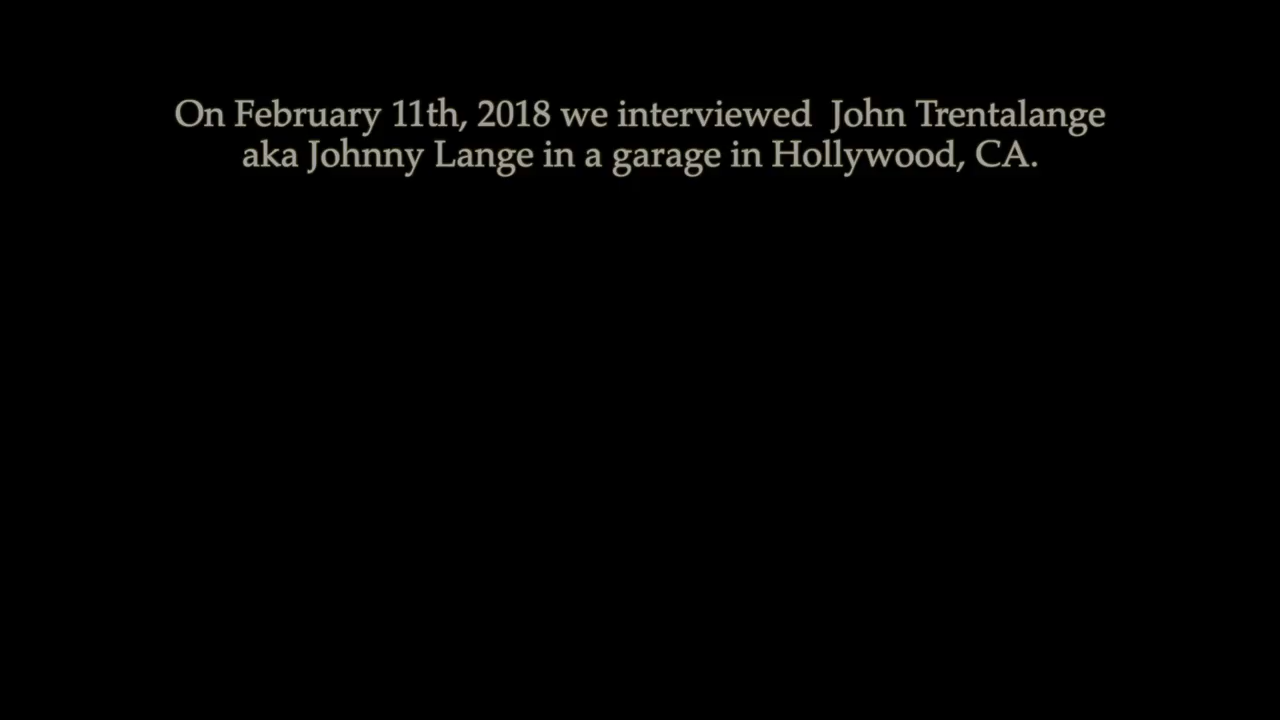 On February 11th, 2018 we interviewed  John Trentalange
aka Johnny Lange in a garage in Hollywood, CA.